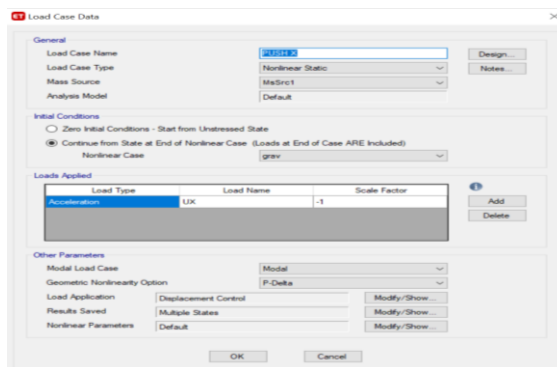 ET Load Case Data
General
Load Case Name PUSH X Design...
Load Case Type Nonlinear Static Notes...
Mass Source MsSrc1
Analysis Model Default
Initial Conditions
Zero Initial Conditions - Start from Unstressed State
Continue from State at End of Nonlinear Case (Loads at End of Case ARE Included)
Nonlinear Case grav
Loads Applied
Load Type Load Name Scale Factor
Acceleration UX -1 Add
Delete
Other Parameters
Modal Load Case Modal
Geometric Nonlinearity Option P-Delta
Load Application Displacement Control Modify/Show...
Results Saved Multiple States Modify/Show...
Nonlinear Parameters Default Modify/Show...
OK Cancel